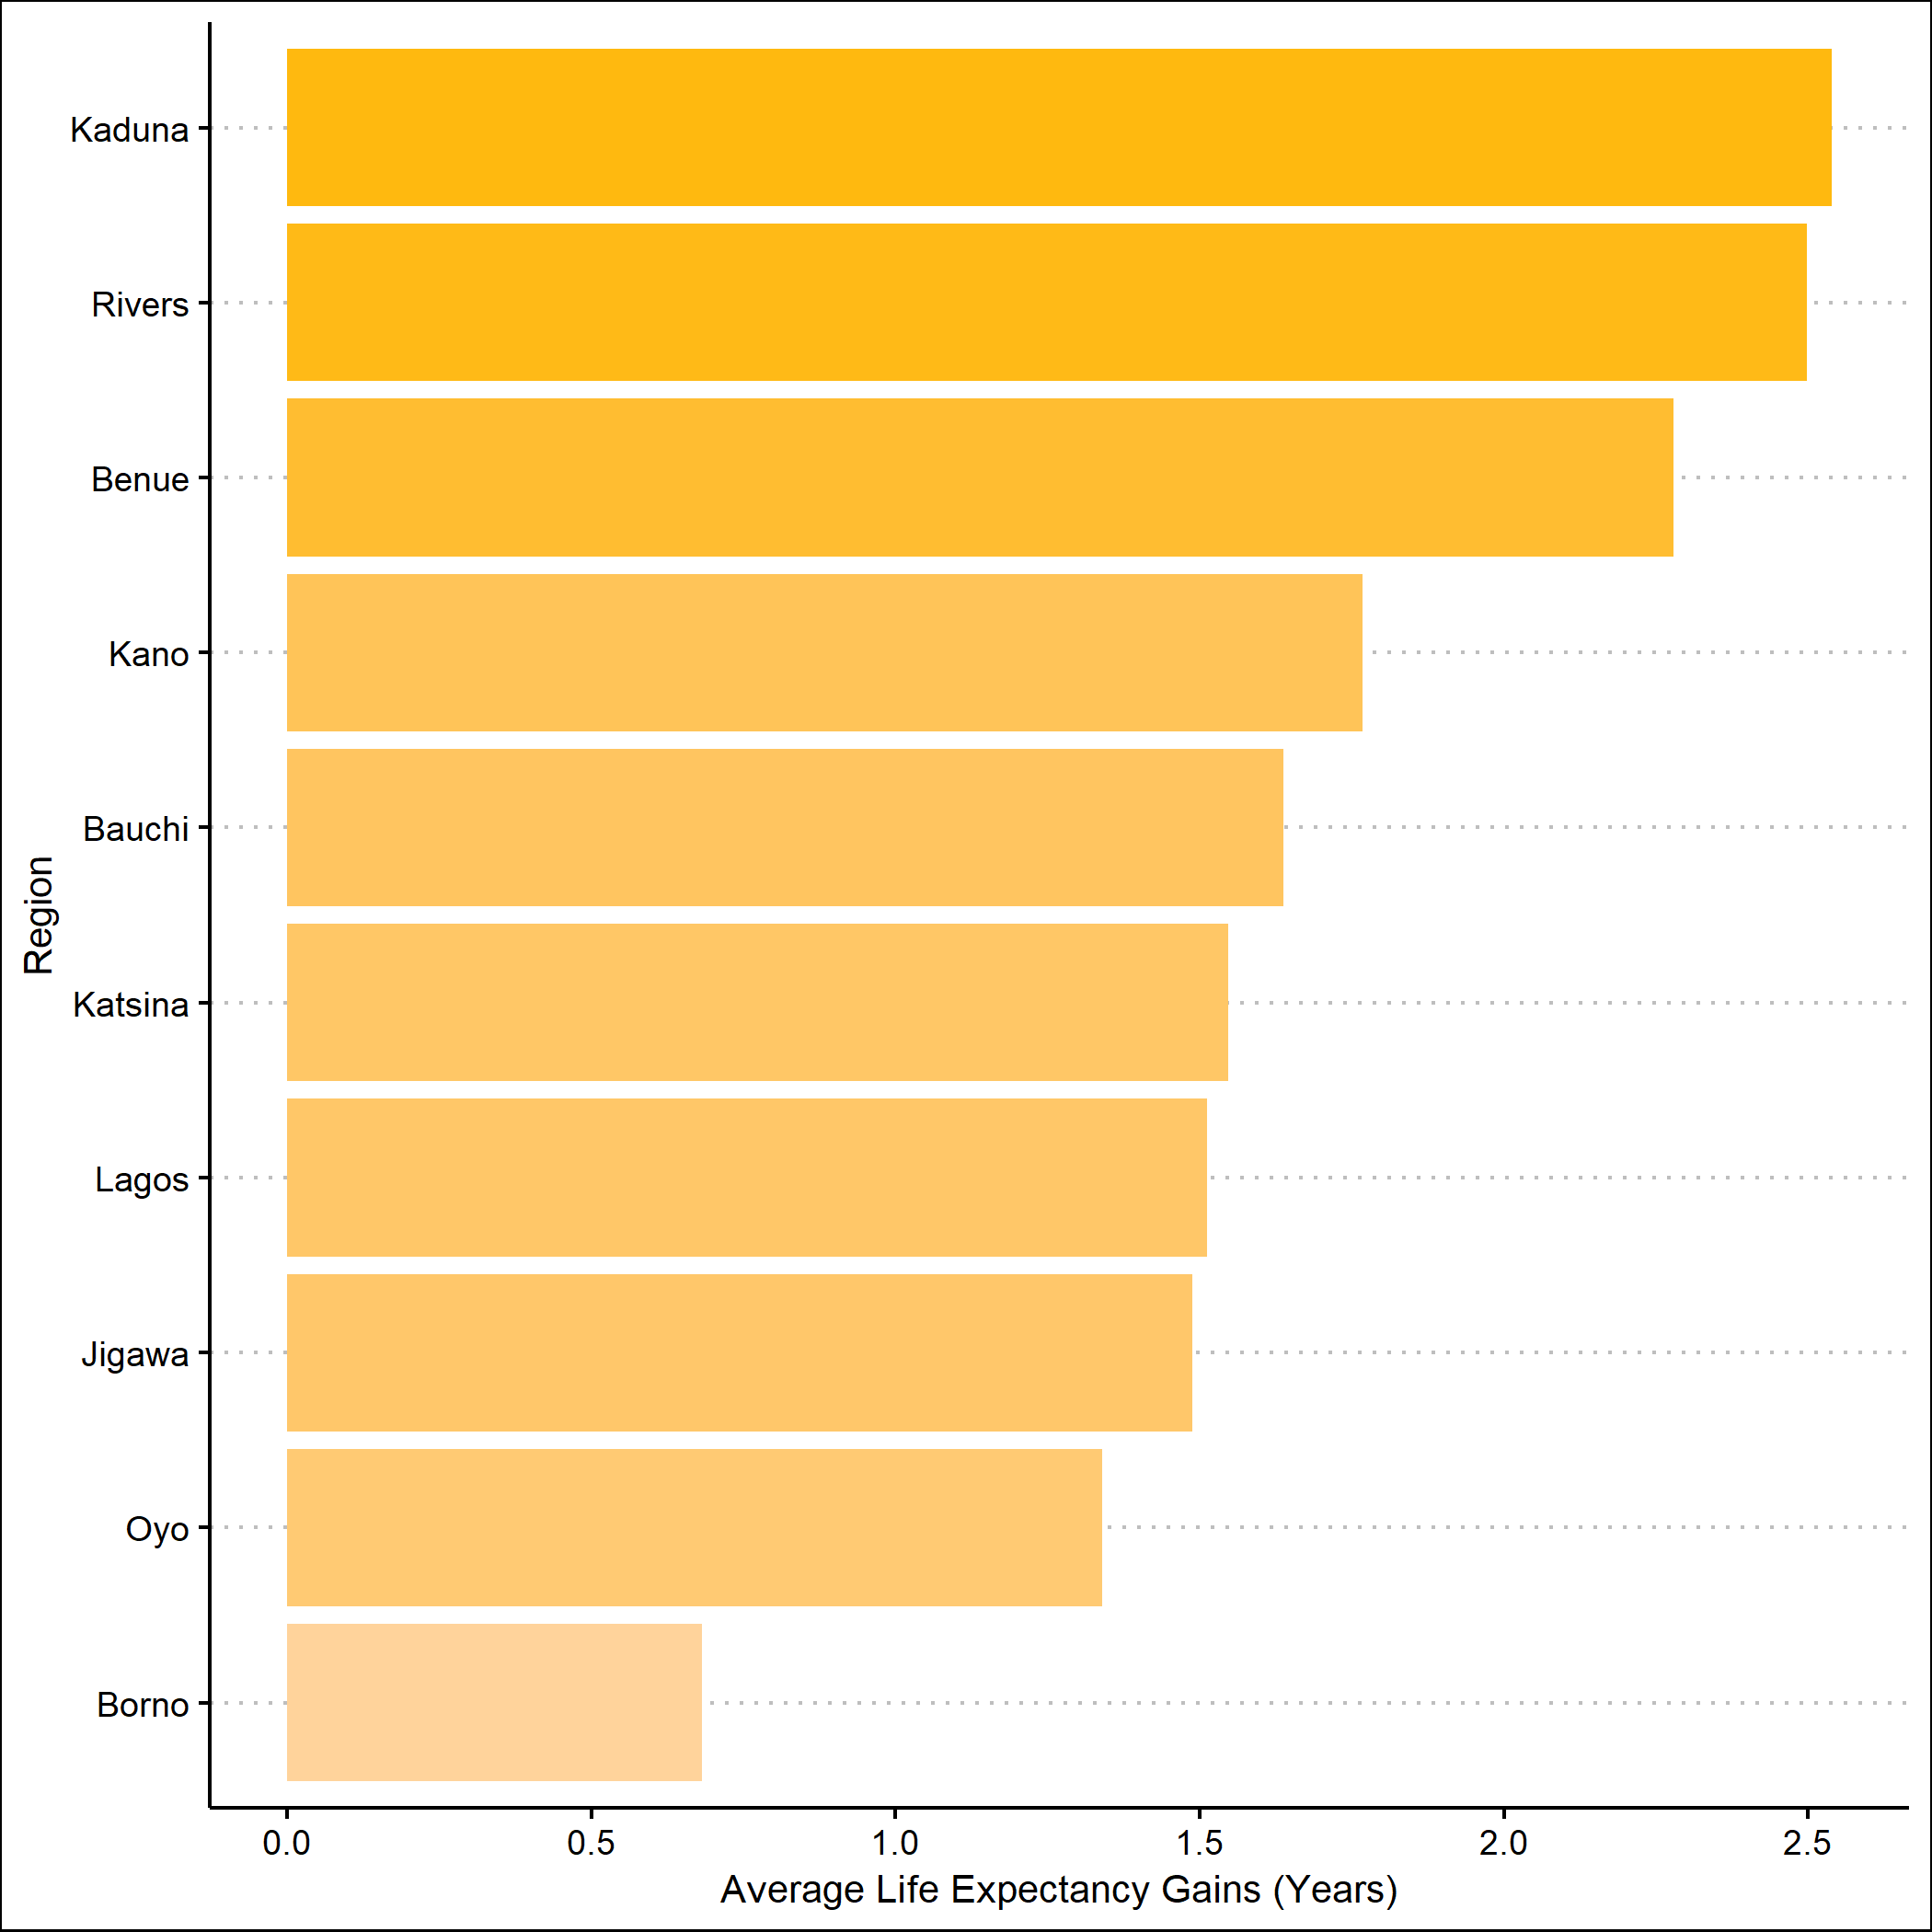 Kaduna
Rivers
Benue
Kano
Bauchi
Katsina
Lagos
Jigawa
Oyo
Borno
Region
0.0 0.5 1.0 1.5 2.0 2.5
Average Life Expectancy Gains (Years)